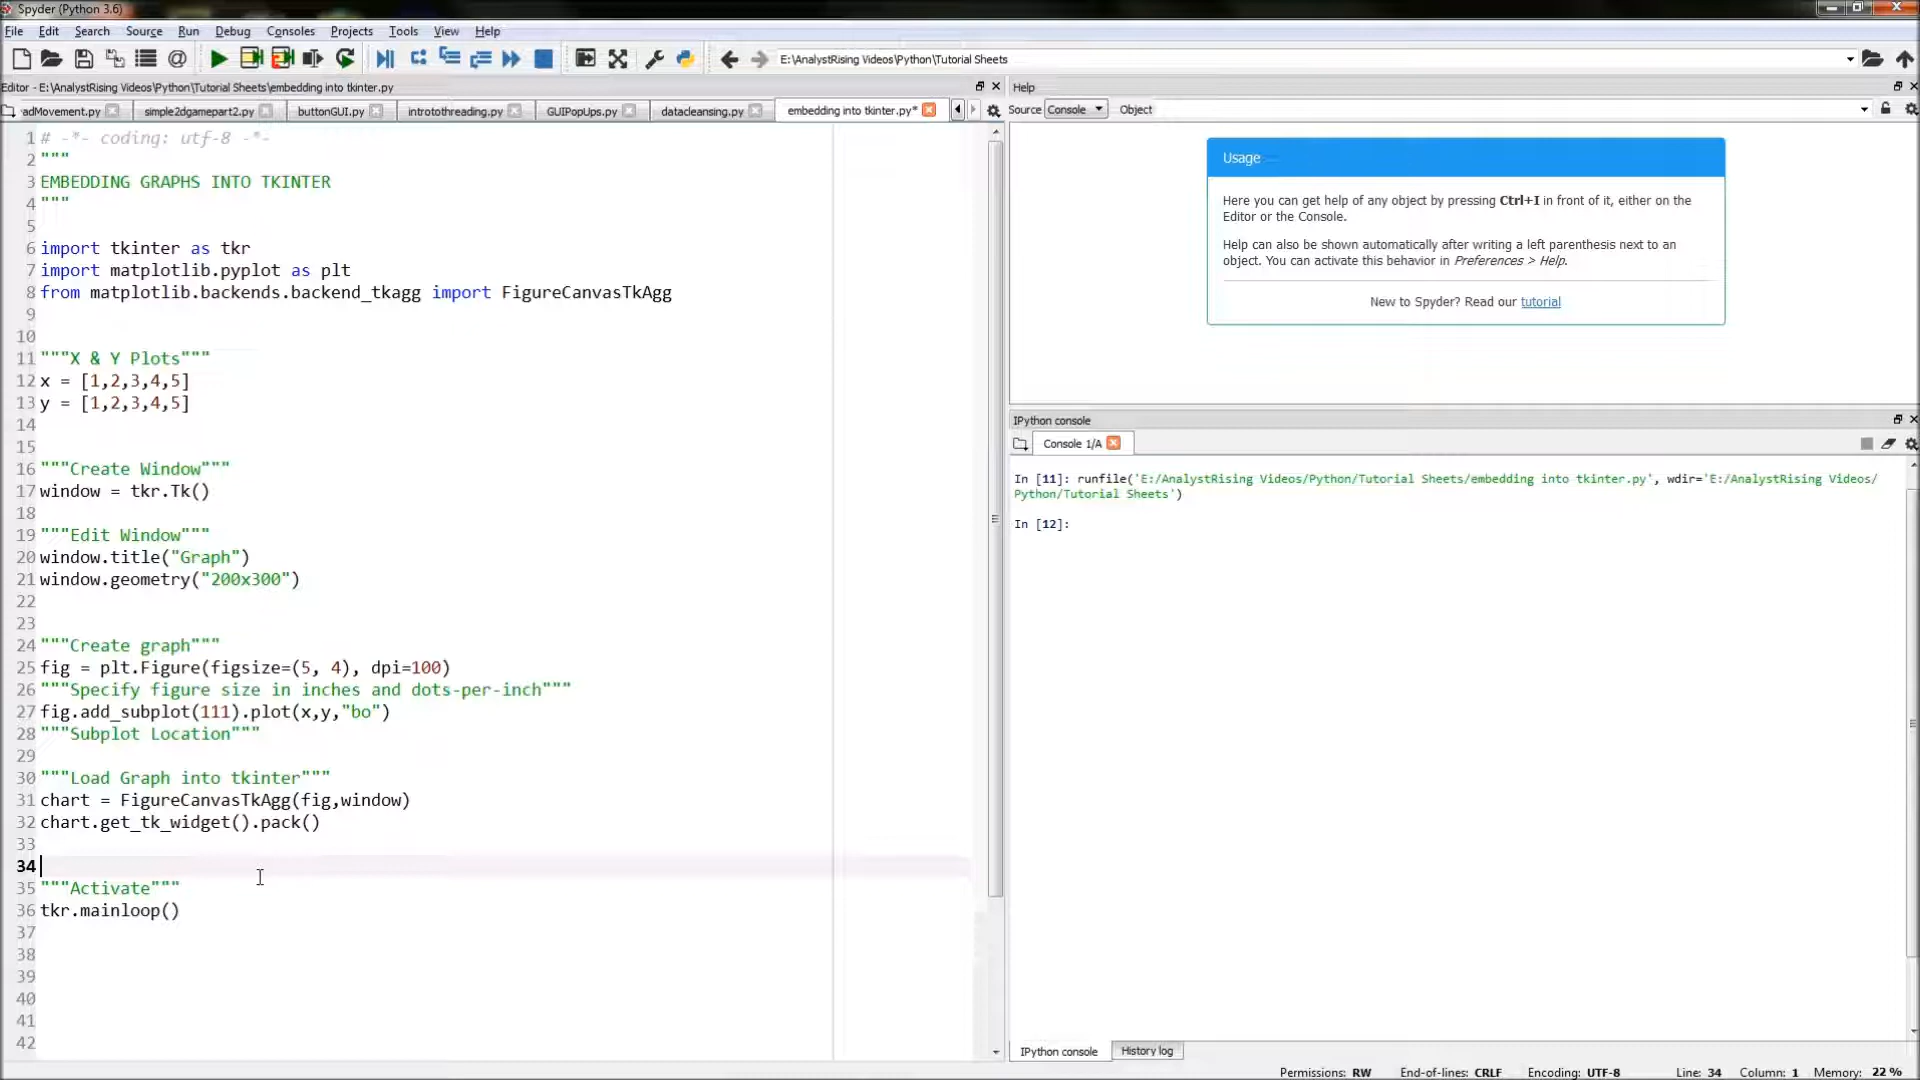 Spyder (Python 3.6)
File Edit Search Source Run Debug Consoles Projects Tools View Help
E:\AnalystRising Videos\Python\Tutorial Sheets
Editor - E:\AnalystRising Videos\Python\Tutorial Sheets\embedding into tkinter.py
adMovement.py simple2dgamepart2.py buttonGUI.py introtothreading.py GUIPopUps.py datacleansing.py embedding into tkinter.py*
1 # -*- coding: utf-8 -*-
2 """
3 EMBEDDING GRAPHS INTO TKINTER
4 """
5
6 import tkinter as tkr
7 import matplotlib.pyplot as plt
8 from matplotlib.backends.backend_tkagg import FigureCanvasTkAgg
9
10
11 """X & Y Plots"""
12 x = [1,2,3,4,5]
13 y = [1,2,3,4,5]
14
15
16 """Create Window"""
17 window = tkr.Tk()
18
19 """Edit Window"""
20 window.title("Graph")
21 window.geometry("200x300")
22
23
24 """Create graph"""
25 fig = plt.Figure(figsize=(5, 4), dpi=100)
26 """Specify figure size in inches and dots-per-inch"""
27 fig.add_subplot(111).plot(x,y,"bo")
28 """Subplot Location"""
29
30 """Load Graph into tkinter"""
31 chart = FigureCanvasTkAgg(fig,window)
32 chart.get_tk_widget().pack()
33
34
35 """Activate"""
36 tkr.mainloop()
37
38
39
40
41
42
Help
Source Console Object
Usage
Here you can get help of any object by pressing Ctrl+I in front of it, either on the
Editor or the Console.
Help can also be shown automatically after writing a left parenthesis next to an
object. You can activate this behavior in Preferences > Help.
New to Spyder? Read our tutorial
IPython console
Console 1/A
In [11]: runfile('E:/AnalystRising Videos/Python/Tutorial Sheets/embedding into tkinter.py', wdir='E:/AnalystRising Videos/
Python/Tutorial Sheets')
In [12]:
IPython console History log
Permissions: RW End-of-lines: CRLF Encoding: UTF-8 Line: 34 Column: 1 Memory: 22 %